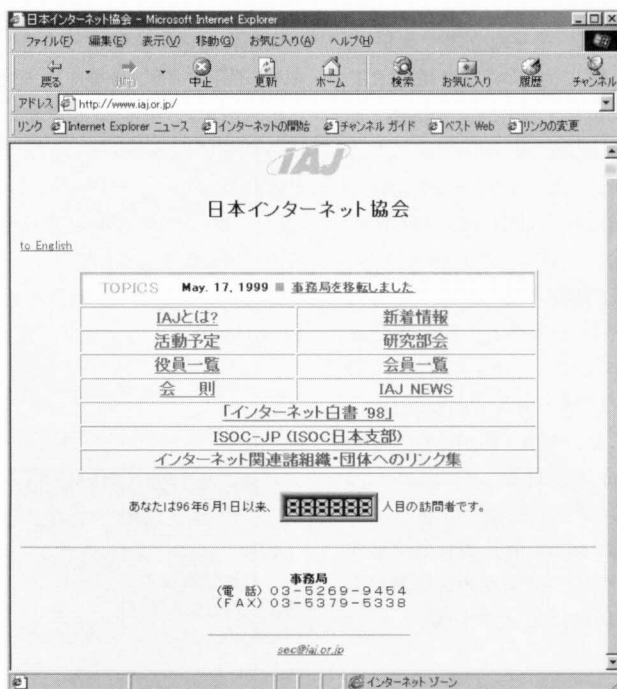 日本インターネット協会 - Microsoft Internet Explorer
ファイル(F) 編集(E) 表示(V) 移動(G) お気に入り(A) ヘルプ(H)
戻る 中止 更新 ホーム 検索 お気に入り 履歴 チャンネル
アドレス http://www.iaj.or.jp/
リンク Internet Explorer ニュース インターネットの開始 チャンネル ガイド ベスト Web リンクの変更
IAJ
日本インターネット協会
to English
TOPICS May. 17, 1999 ■ 事務局を移転しました
IAJとは? 新着情報
活動予定 研究部会
役員一覧 会員一覧
会 則 IAJ NEWS
「インターネット白書 '98」
ISOC-JP (ISOC日本支部)
インターネット関連諸組織・団体へのリンク集
あなたは96年6月1日以来、 人目の訪問者です。
事務局
(電 話) 03-5269-9454
(FAX) 03-5379-5338
sec@iaj.or.jp
インターネット ゾーン